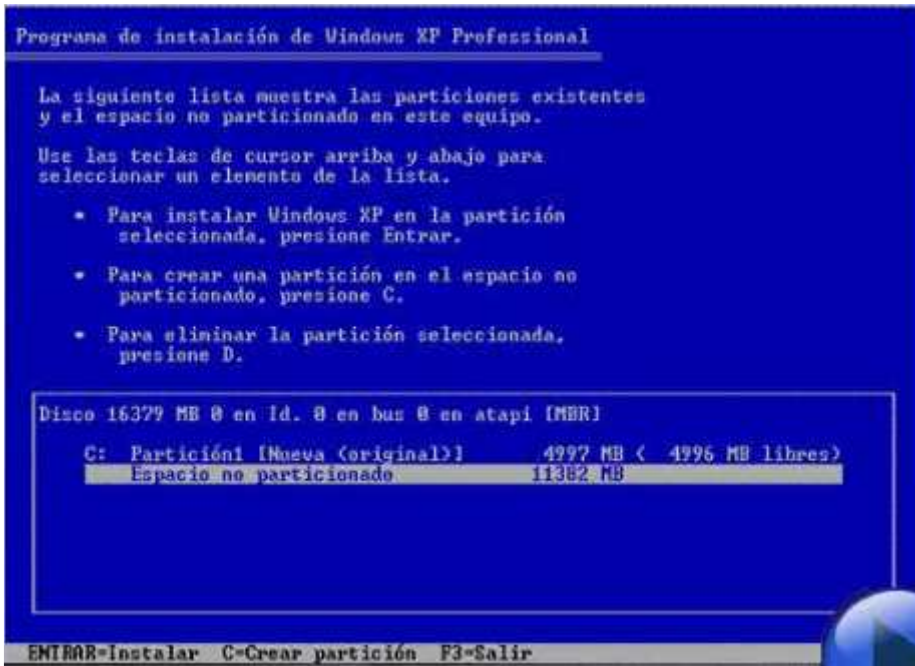 Programa de instalación de Windows XP Professional
La siguiente lista muestra las particiones existentes
y el espacio no particionado en este equipo.
Use las teclas de cursor arriba y abajo para
seleccionar un elemento de la lista.
• Para instalar Windows XP en la partición
seleccionada, presione Entrar.
• Para crear una partición en el espacio no
particionado, presione C.
• Para eliminar la partición seleccionada,
presione D.
Disco 16379 MB 0 en Id. 0 en bus 0 en atapi [MBR]
C: Partición1 [Nueva (original)] 4997 MB ( 4996 MB libres)
Espacio no particionado 11382 MB
ENTRAR=Instalar C=Crear partición F3=Salir